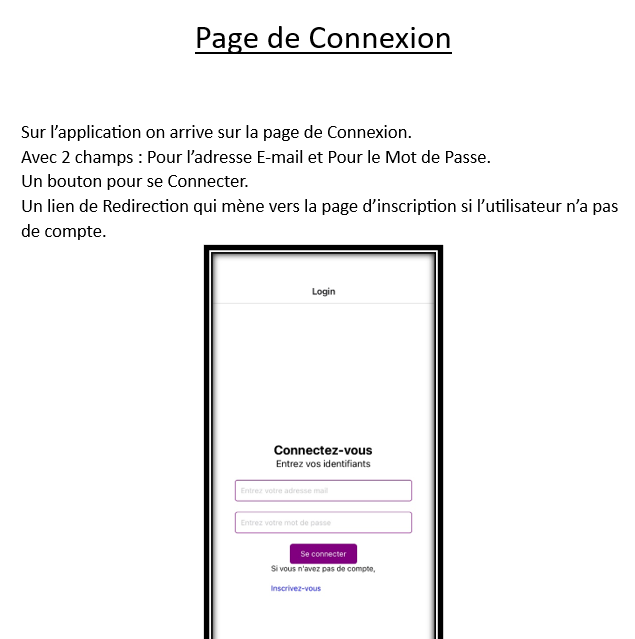 Page de Connexion
Sur l’application on arrive sur la page de Connexion.
Avec 2 champs : Pour l’adresse E-mail et Pour le Mot de Passe.
Un bouton pour se Connecter.
Un lien de Redirection qui mène vers la page d’inscription si l’utilisateur n’a pas
de compte.
Login
Connectez-vous
Entrez vos identifiants
Entrez votre adresse mail
Entrez votre mot de passe
Se connecter
Si vous n'avez pas de compte,
Inscrivez-vous